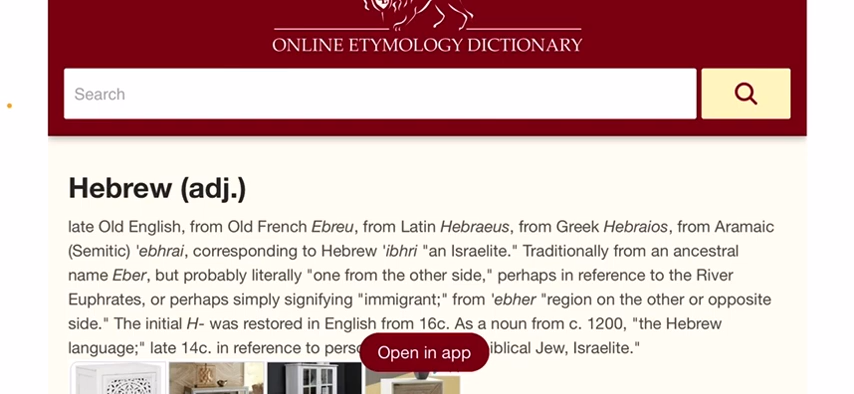 ONLINE ETYMOLOGY DICTIONARY
Search
Hebrew (adj.)
late Old English, from Old French Ebreu, from Latin Hebraeus, from Greek Hebraios, from Aramaic
(Semitic) 'ebhrai, corresponding to Hebrew 'ibhri "an Israelite." Traditionally from an ancestral
name Eber, but probably literally "one from the other side," perhaps in reference to the River
Euphrates, or perhaps simply signifying "immigrant;" from 'ebher "region on the other or opposite
side." The initial H- was restored in English from 16c. As a noun from c. 1200, "the Hebrew
language;" late 14c. in reference to Jew, Israelite."
Open in app